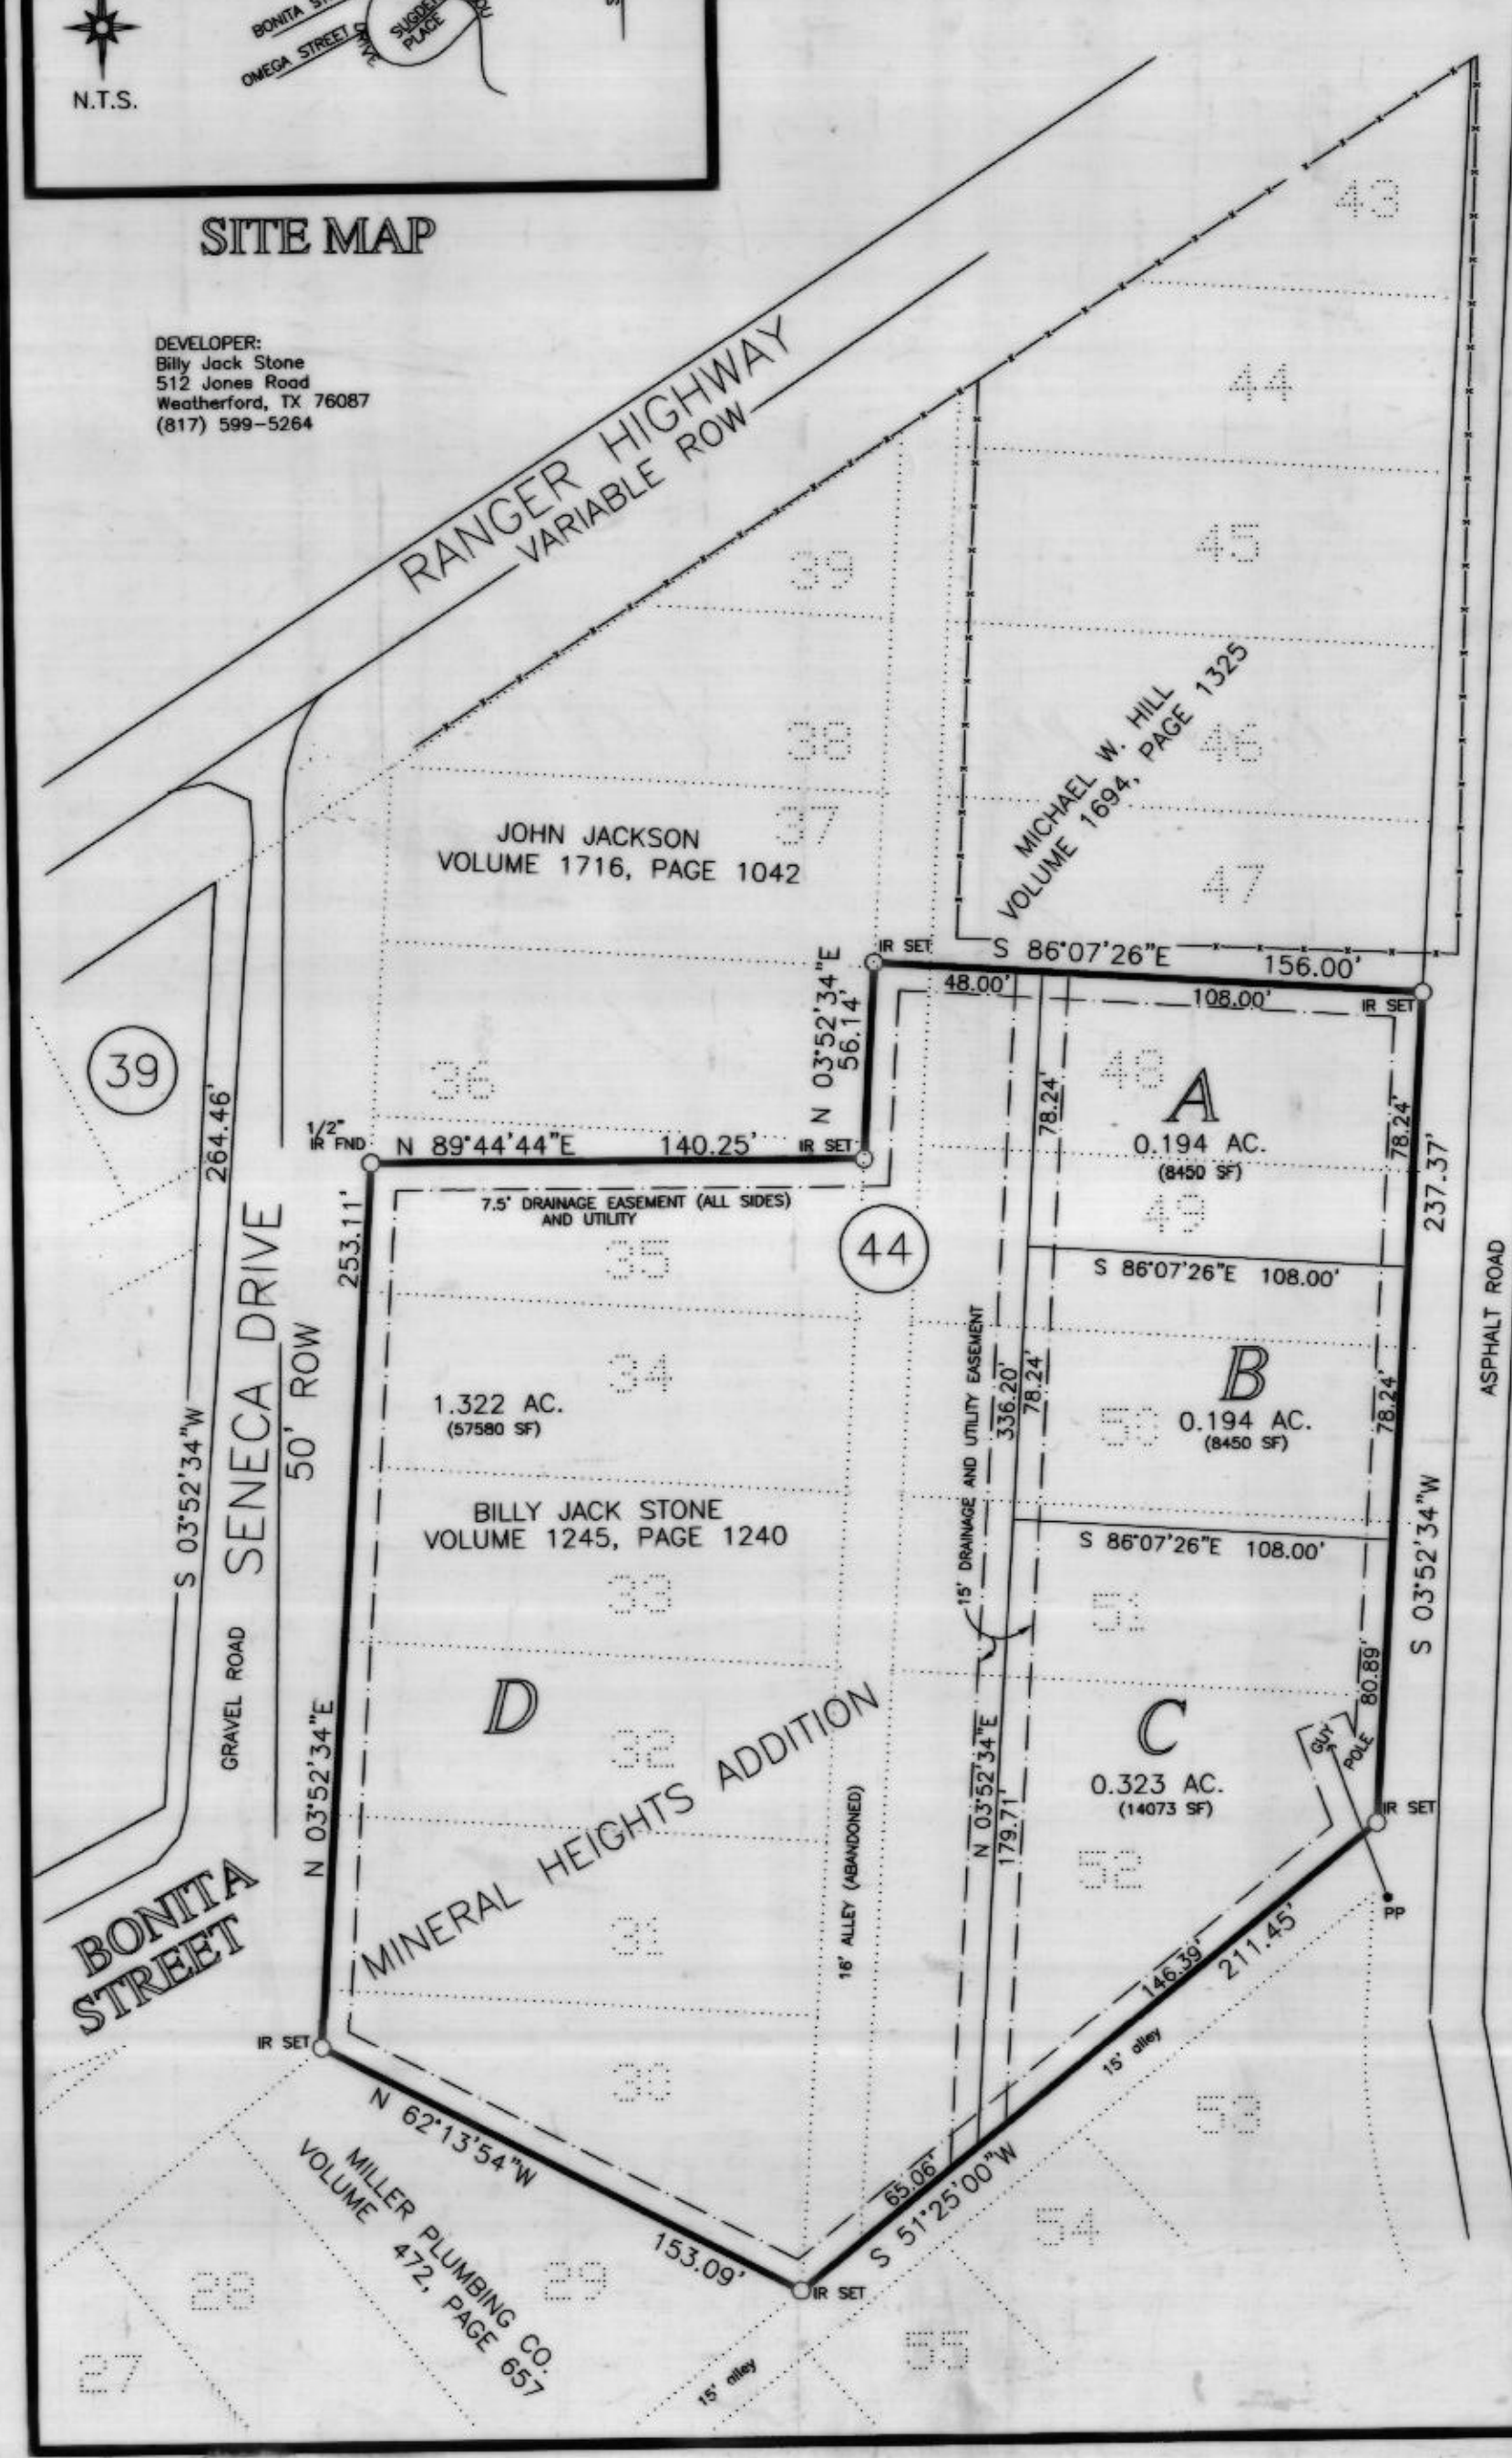 OMEGA STREET
DRIVE
PLACE
N.T.S.
SITE MAP
DEVELOPER:
Billy Jack Stone
512 Jones Road
Weatherford, TX 76087
(817) 599-5264
RANGER HIGHWAY
VARIABLE ROW
43
44
45
39
38
46
37
47
MICHAEL W. HILL
VOLUME 1694, PAGE 1325
JOHN JACKSON
VOLUME 1716, PAGE 1042
IR SET
S 86°07'26"E
156.00'
48.00'
108.00'
IR SET
N 03°52'34"E
56.14'
39
264.46'
36
1/2"
IR FND
N 89°44'44"E
140.25'
IR SET
7.5' DRAINAGE EASEMENT (ALL SIDES)
AND UTILITY
48
A
0.194 AC.
(8450 SF)
49
78.24'
78.24'
237.37'
44
35
S 86°07'26"E 108.00'
253.11'
SENECA DRIVE
50' ROW
34
1.322 AC.
(57580 SF)
15' DRAINAGE AND UTILITY EASEMENT
336.20'
78.24'
B
50
0.194 AC.
(8450 SF)
78.24'
ASPHALT ROAD
S 03°52'34"W
BILLY JACK STONE
VOLUME 1245, PAGE 1240
33
S 86°07'26"E 108.00'
51
S 03°52'34"W
GRAVEL ROAD
N 03°52'34"E
D
32
MINERAL HEIGHTS ADDITION
N 03°52'34"E
179.71'
C
0.323 AC.
(14073 SF)
80.89'
GUY
POLE
IR SET
52
16' ALLEY (ABANDONED)
31
BONITA
STREET
PP
146.39'
211.45'
15' alley
IR SET
30
53
N 62°13'54"W
153.09'
65.06'
S 51°25'00"W
54
MILLER PLUMBING CO.
VOLUME 472, PAGE 657
29
IR SET
28
55
27
15' alley